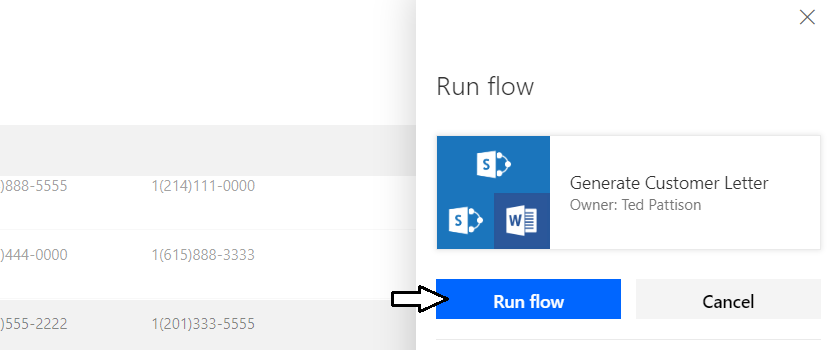 Run flow
S
Generate Customer Letter
Owner: Ted Pattison
S W
)888-5555 1(214)111-0000
)444-0000 1(615)888-3333
Run flow Cancel
)555-2222 1(201)333-5555